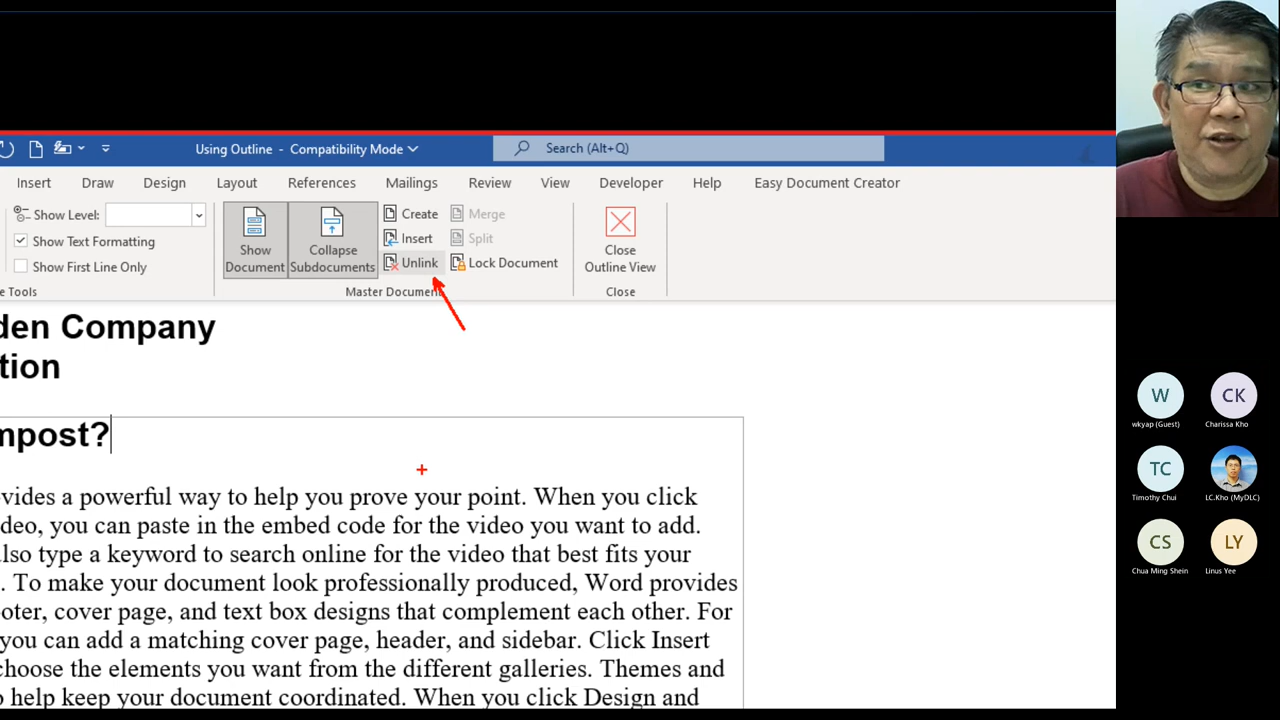 Using Outline - Compatibility Mode
Search (Alt+Q)
Insert Draw Design Layout References Mailings Review View Developer Help Easy Document Creator
Show Level:
Show Text Formatting
Show First Line Only
Show Document
Collapse Subdocuments
Create
Insert
Unlink
Merge
Split
Lock Document
Close Outline View
e Tools
Master Document
Close
den Company
tion
mpost?
vides a powerful way to help you prove your point. When you click
deo, you can paste in the embed code for the video you want to add.
lso type a keyword to search online for the video that best fits your
. To make your document look professionally produced, Word provides
oter, cover page, and text box designs that complement each other. For
you can add a matching cover page, header, and sidebar. Click Insert
choose the elements you want from the different galleries. Themes and
o help keep your document coordinated. When you click Design and
W
wkyap (Guest)
CK
Charissa Kho
TC
Timothy Chui
LC.Kho (MyDLC)
CS
Chua Ming Shein
LY
Linus Yee